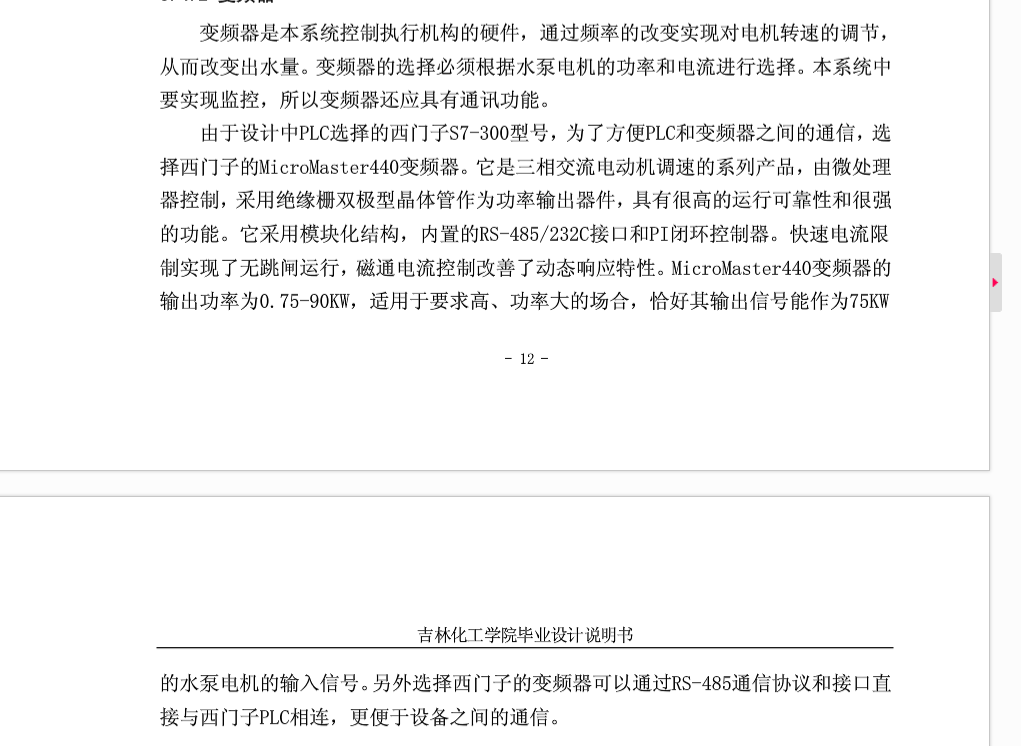 变频器是本系统控制执行机构的硬件，通过频率的改变实现对电机转速的调节，
从而改变出水量。变频器的选择必须根据水泵电机的功率和电流进行选择。本系统中
要实现监控，所以变频器还应具有通讯功能。
由于设计中PLC选择的西门子S7-300型号，为了方便PLC和变频器之间的通信，选
择西门子的MicroMaster440变频器。它是三相交流电动机调速的系列产品，由微处理
器控制，采用绝缘栅双极型晶体管作为功率输出器件，具有很高的运行可靠性和很强
的功能。它采用模块化结构，内置的RS-485/232C接口和PI闭环控制器。快速电流限
制实现了无跳闸运行，磁通电流控制改善了动态响应特性。MicroMaster440变频器的
输出功率为0.75-90KW，适用于要求高、功率大的场合，恰好其输出信号能作为75KW
- 12 -
吉林化工学院毕业设计说明书
的水泵电机的输入信号。另外选择西门子的变频器可以通过RS-485通信协议和接口直
接与西门子PLC相连，更便于设备之间的通信。